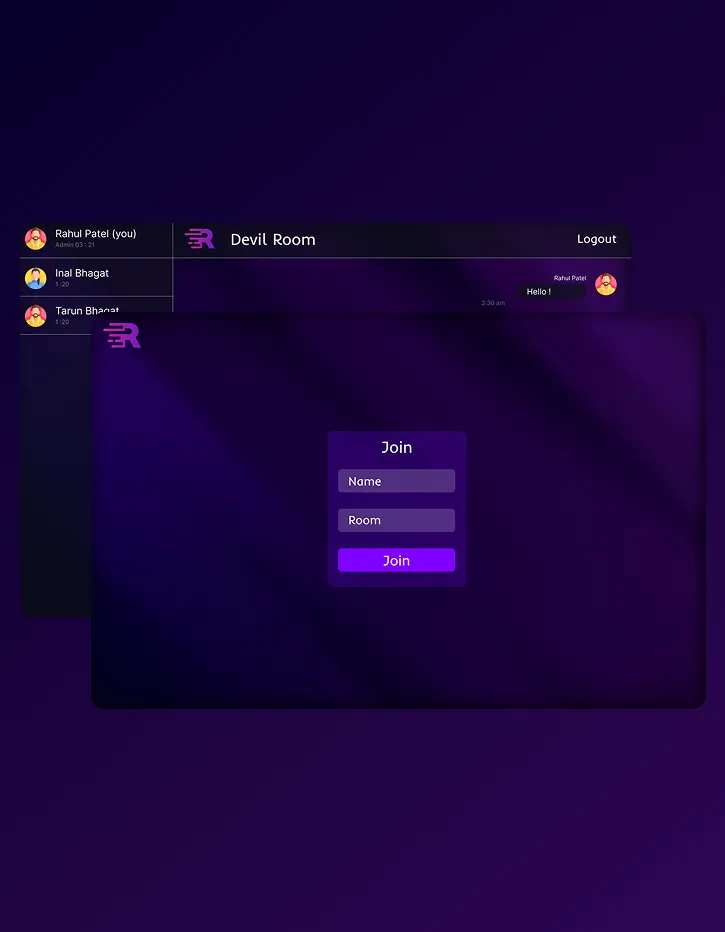 Rahul Patel (you)
Admin 03 : 21
Inal Bhagat
1 :20
Tarun Bhagat
1 :20
R
Devil Room
Logout
Rahul Patel
Hello !
2:30 am
R
Join
Name
Room
Join